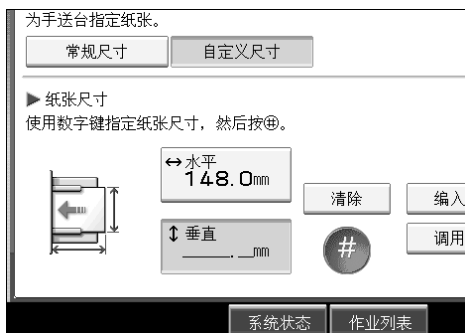 为手送台指定纸张。
常规尺寸 自定义尺寸
▶ 纸张尺寸
使用数字键指定纸张尺寸，然后按⊕。
↔水平
148.0mm
清除 编入
↕ 垂直
_____.__mm
# 调用
系统状态 作业列表